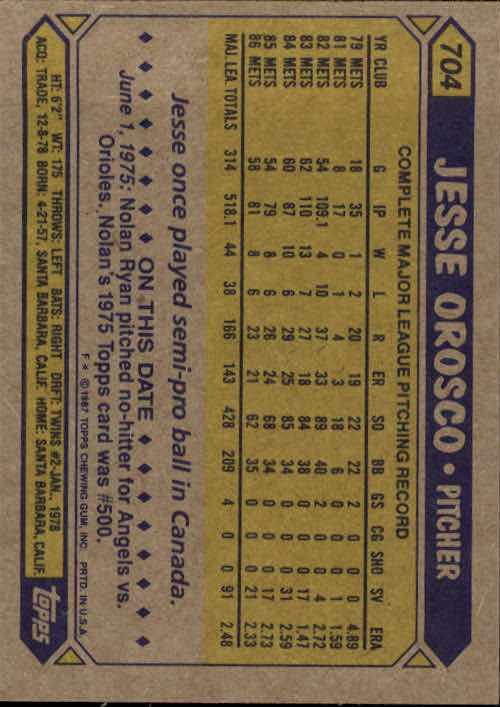 704
JESSE OROSCO • PITCHER
COMPLETE MAJOR LEAGUE PITCHING RECORD
YR CLUB G IP W L R ER SO BB GS CG SHO SV ERA
79 METS 18 35 1 2 20 19 22 22 2 0 0 0 4.89
81 METS 8 17 0 1 4 3 18 6 0 0 0 1 1.59
82 METS 54 109.1 4 10 37 33 89 40 2 0 0 4 2.72
83 METS 62 110 13 7 27 18 84 38 0 0 0 17 1.47
84 METS 60 87 10 6 29 25 85 34 0 0 0 31 2.59
85 METS 54 79 8 6 26 24 68 34 0 0 0 17 2.73
86 METS 58 81 8 6 23 21 62 35 0 0 0 21 2.33
MAJ. LEA. TOTALS 314 518.1 44 38 166 143 428 209 4 0 0 91 2.48
Jesse once played semi-pro ball in Canada.
ON THIS DATE
June 1, 1975: Nolan Ryan pitched no-hitter for Angels vs.
Orioles. Nolan's 1975 Topps card was #500.
F * © 1987 TOPPS CHEWING GUM, INC. PRTD. IN U.S.A.
HT: 6'2" WT: 175 THROWS: LEFT BATS: RIGHT DRFT: TWINS #2-JAN., 1978
ACQ: TRADE, 12-8-78 BORN: 4-21-57, SANTA BARBARA, CALIF. HOME: SANTA BARBARA, CALIF.
topps